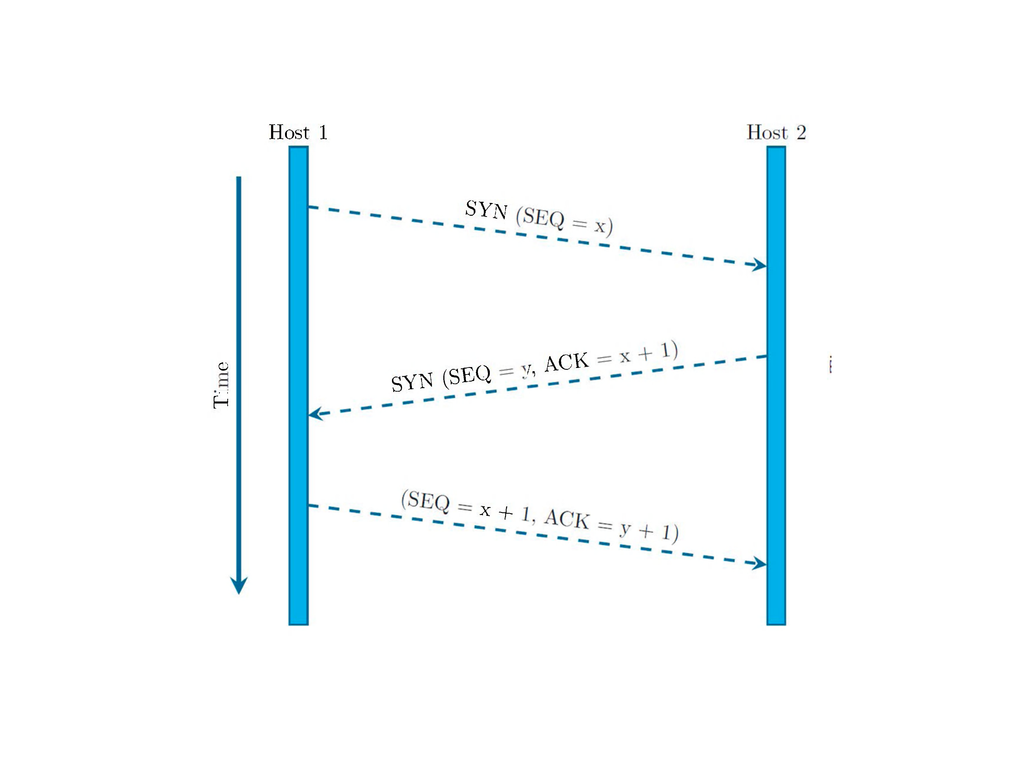 Host 1
Host 2
SYN (SEQ = x)
SYN (SEQ = y, ACK = x + 1)
(SEQ = x + 1, ACK = y + 1)
Time